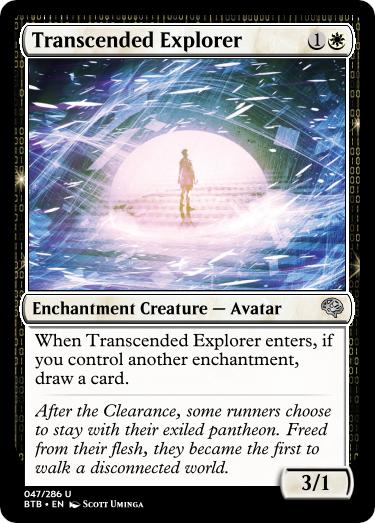 Transcended Explorer 1
Enchantment Creature — Avatar
When Transcended Explorer enters, if
you control another enchantment,
draw a card.
After the Clearance, some runners choose
to stay with their exiled pantheon. Freed
from their flesh, they became the first to
walk a disconnected world.
3/1
047/286 U
BTB • EN Scott Uminga